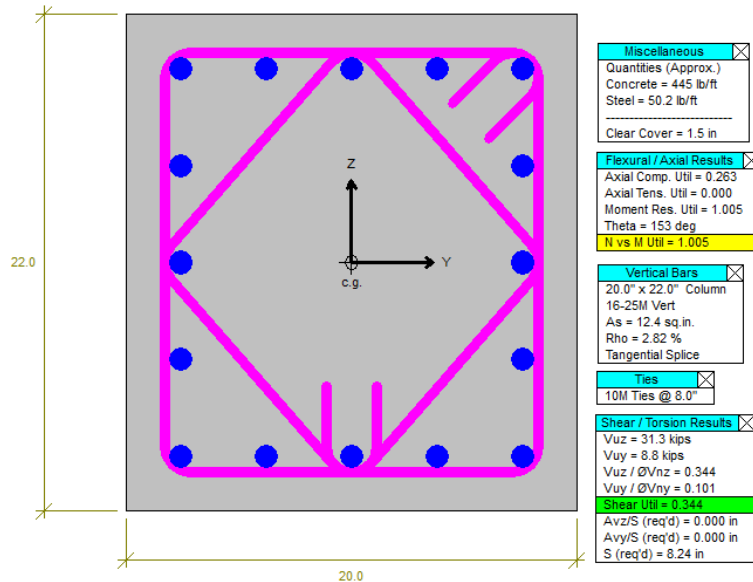 22.0
20.0
Z
Y
c.g.
Miscellaneous
Quantities (Approx.)
Concrete = 445 lb/ft
Steel = 50.2 lb/ft
----------------------------
Clear Cover = 1.5 in
Flexural / Axial Results
Axial Comp. Util = 0.263
Axial Tens. Util = 0.000
Moment Res. Util = 1.005
Theta = 153 deg
N vs M Util = 1.005
Vertical Bars
20.0" x 22.0" Column
16-25M Vert
As = 12.4 sq.in.
Rho = 2.82 %
Tangential Splice
Ties
10M Ties @ 8.0"
Shear / Torsion Results
Vuz = 31.3 kips
Vuy = 8.8 kips
Vuz / ØVnz = 0.344
Vuy / ØVny = 0.101
Shear Util = 0.344
Avz/S (req'd) = 0.000 in
Avy/S (req'd) = 0.000 in
S (req'd) = 8.24 in